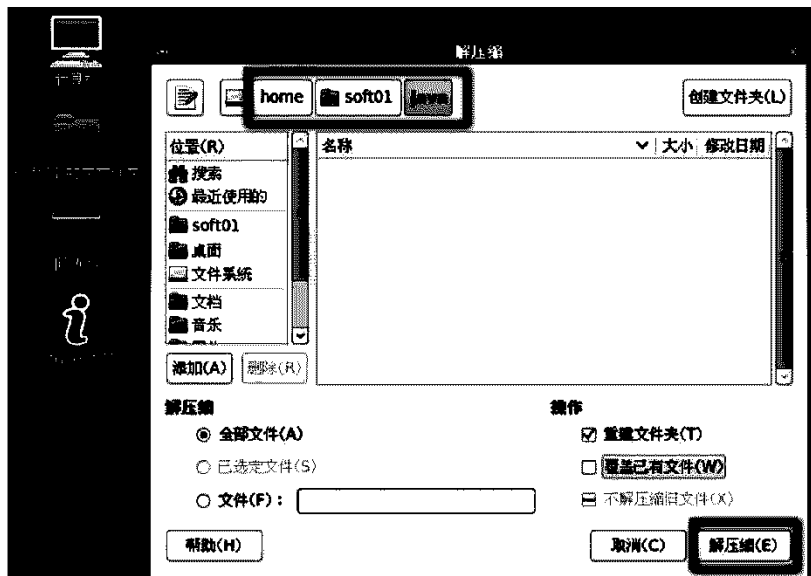 解压缩
home soft01 java
创建文件夹(L)
位置(R)
名称 大小 修改日期
搜索
最近使用的
soft01
桌面
文件系统
文档
音乐
添加(A) 删除(R)
解压缩 操作
全部文件(A) 重建文件夹(T)
已选定文件(S) 覆盖已有文件(W)
文件(F)： 不解压缩旧文件(X)
帮助(H) 取消(C) 解压缩(E)